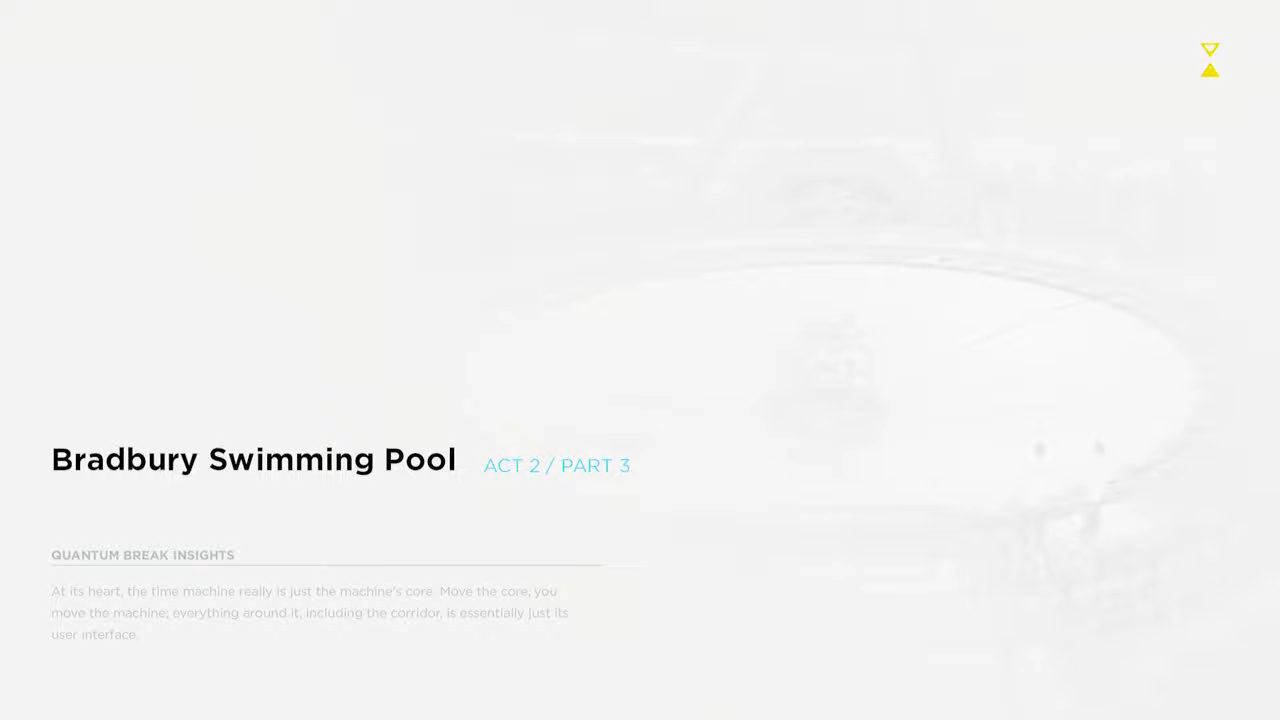 Bradbury Swimming Pool ACT 2 / PART 3
QUANTUM BREAK INSIGHTS
At its heart, the time machine really is just the machine's core. Move the core, you
move the machine; everything around it, including the corridor, is essentially just its
user interface.